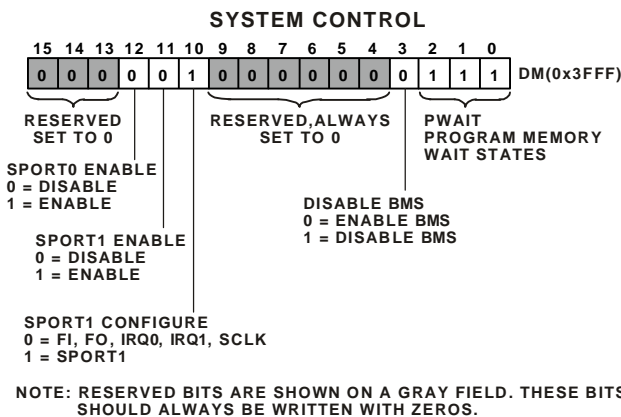 SYSTEM CONTROL
15 14 13 12 11 10 9 8 7 6 5 4 3 2 1 0
0 0 0 0 0 1 0 0 0 0 0 0 0 1 1 1 DM(0x3FFF)
RESERVED
SET TO 0
RESERVED,ALWAYS
SET TO 0
PWAIT
PROGRAM MEMORY
WAIT STATES
SPORT0 ENABLE
0 = DISABLE
1 = ENABLE
DISABLE BMS
0 = ENABLE BMS
1 = DISABLE BMS
SPORT1 ENABLE
0 = DISABLE
1 = ENABLE
SPORT1 CONFIGURE
0 = FI, FO, IRQ0, IRQ1, SCLK
1 = SPORT1
NOTE: RESERVED BITS ARE SHOWN ON A GRAY FIELD. THESE BITS
SHOULD ALWAYS BE WRITTEN WITH ZEROS.